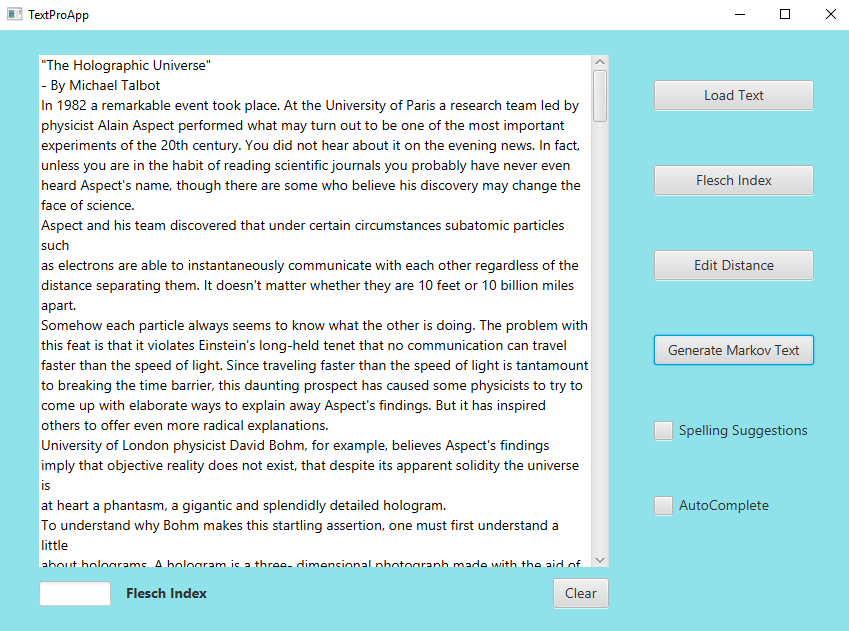 TextProApp
"The Holographic Universe"
- By Michael Talbot
In 1982 a remarkable event took place. At the University of Paris a research team led by
physicist Alain Aspect performed what may turn out to be one of the most important
experiments of the 20th century. You did not hear about it on the evening news. In fact,
unless you are in the habit of reading scientific journals you probably have never even
heard Aspect's name, though there are some who believe his discovery may change the
face of science.
Aspect and his team discovered that under certain circumstances subatomic particles
such
as electrons are able to instantaneously communicate with each other regardless of the
distance separating them. It doesn't matter whether they are 10 feet or 10 billion miles
apart.
Somehow each particle always seems to know what the other is doing. The problem with
this feat is that it violates Einstein's long-held tenet that no communication can travel
faster than the speed of light. Since traveling faster than the speed of light is tantamount
to breaking the time barrier, this daunting prospect has caused some physicists to try to
come up with elaborate ways to explain away Aspect's findings. But it has inspired
others to offer even more radical explanations.
University of London physicist David Bohm, for example, believes Aspect's findings
imply that objective reality does not exist, that despite its apparent solidity the universe
is
at heart a phantasm, a gigantic and splendidly detailed hologram.
To understand why Bohm makes this startling assertion, one must first understand a
little
about holograms. A hologram is a three- dimensional photograph made with the aid of
Load Text
Flesch Index
Edit Distance
Generate Markov Text
Spelling Suggestions
AutoComplete
Flesch Index
Clear